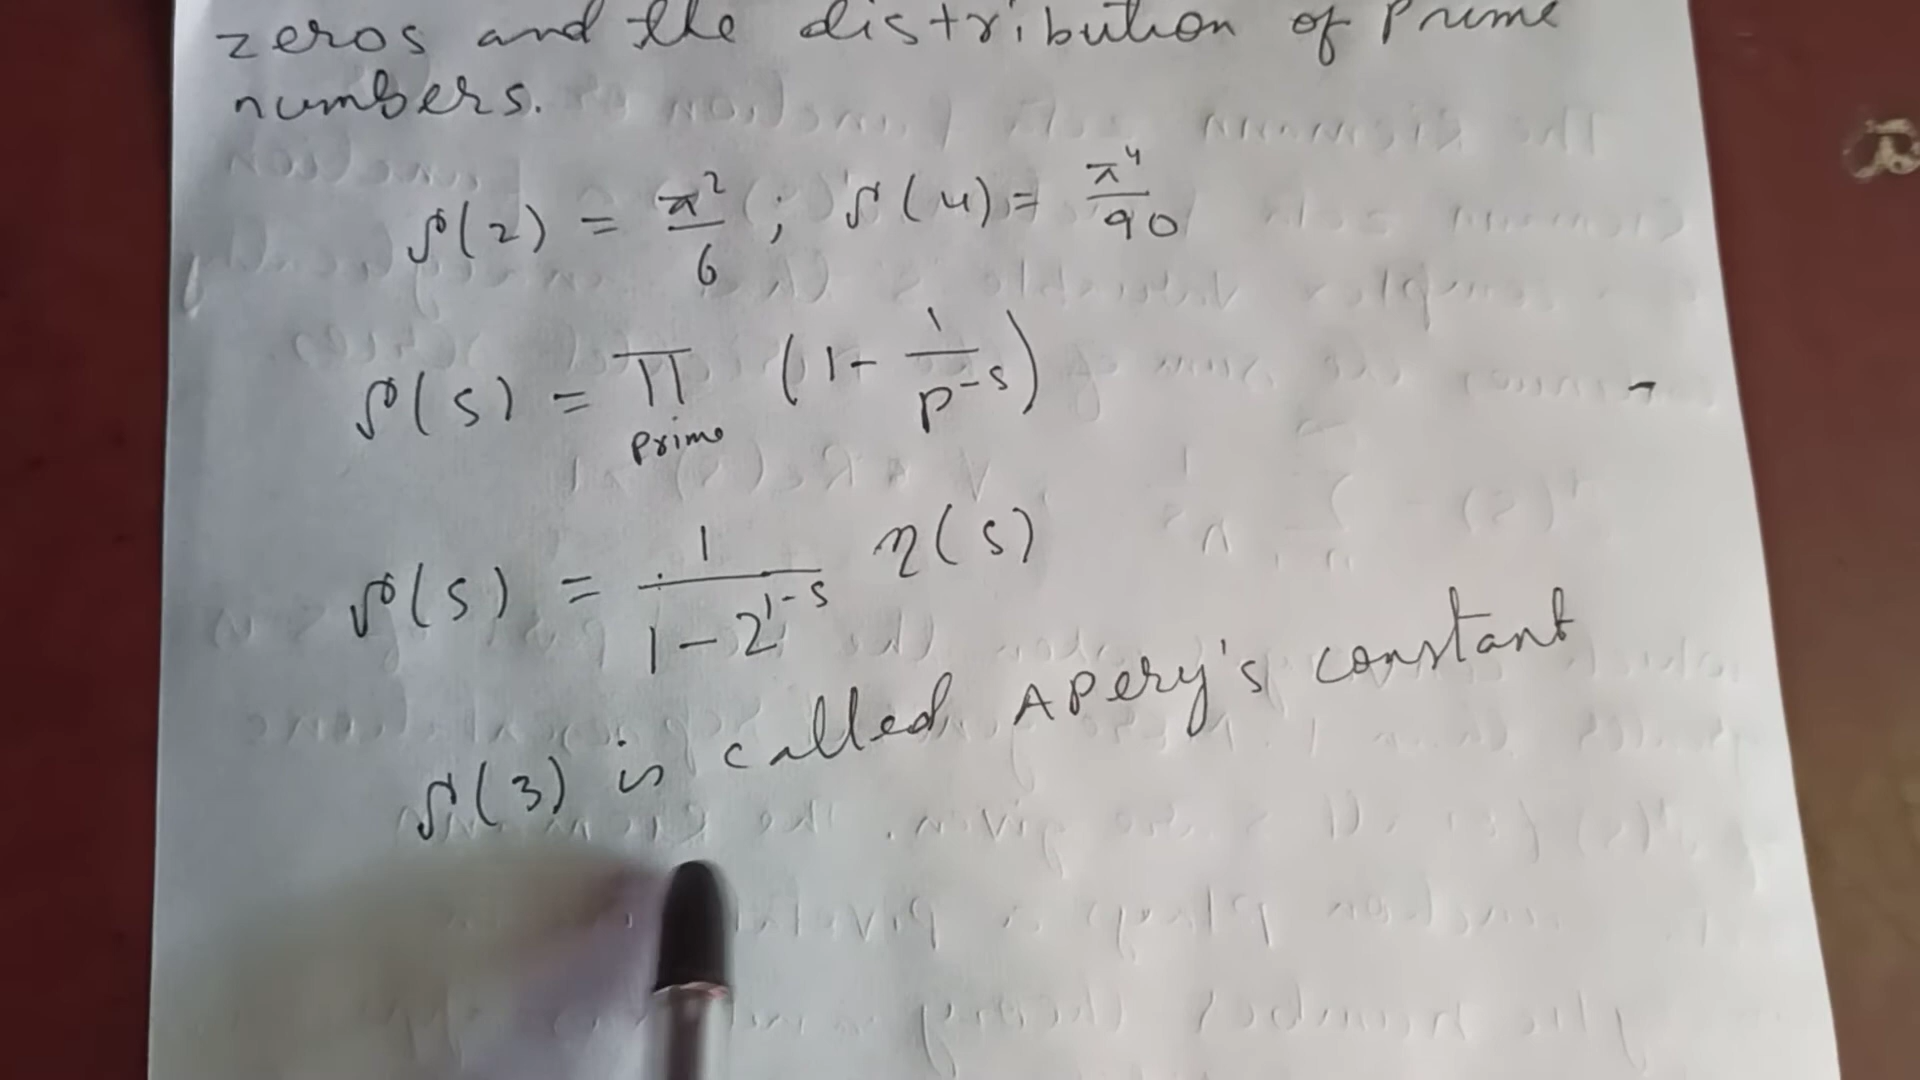 zeros and the distribution of Prime
numbers.
ζ(2) = π²/6 ; ζ(4) = π⁴/90
ζ(s) = ∏ prime (1 - 1/p^-s)
ζ(s) = 1/(1 - 2^(1-s)) η(s)
ζ(3) is called Apery's constant